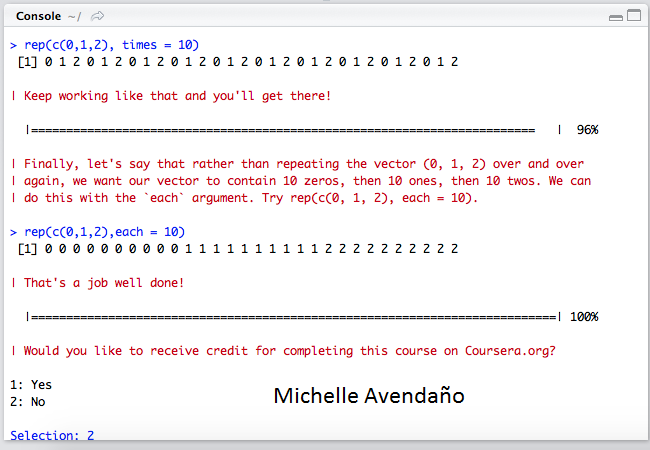 Console ~/
> rep(c(0,1,2), times = 10)
[1] 0 1 2 0 1 2 0 1 2 0 1 2 0 1 2 0 1 2 0 1 2 0 1 2 0 1 2 0 1 2
| Keep working like that and you'll get there!
|======================================================================== | 96%
| Finally, let's say that rather than repeating the vector (0, 1, 2) over and over
| again, we want our vector to contain 10 zeros, then 10 ones, then 10 twos. We can
| do this with the `each` argument. Try rep(c(0, 1, 2), each = 10).
> rep(c(0,1,2),each = 10)
[1] 0 0 0 0 0 0 0 0 0 0 1 1 1 1 1 1 1 1 1 1 2 2 2 2 2 2 2 2 2 2
| That's a job well done!
|===========================================================================| 100%
| Would you like to receive credit for completing this course on Coursera.org?
1: Yes
2: No
Michelle Avendaño
Selection: 2